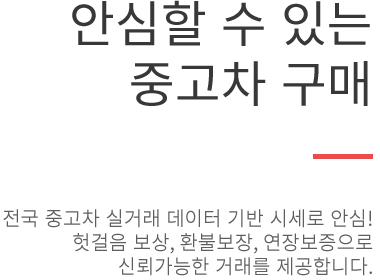 안심할 수 있는
중고차 구매
전국 중고차 실거래 데이터 기반 시세로 안심!
헛걸음 보상, 환불보장, 연장보증으로
신뢰가능한 거래를 제공합니다.